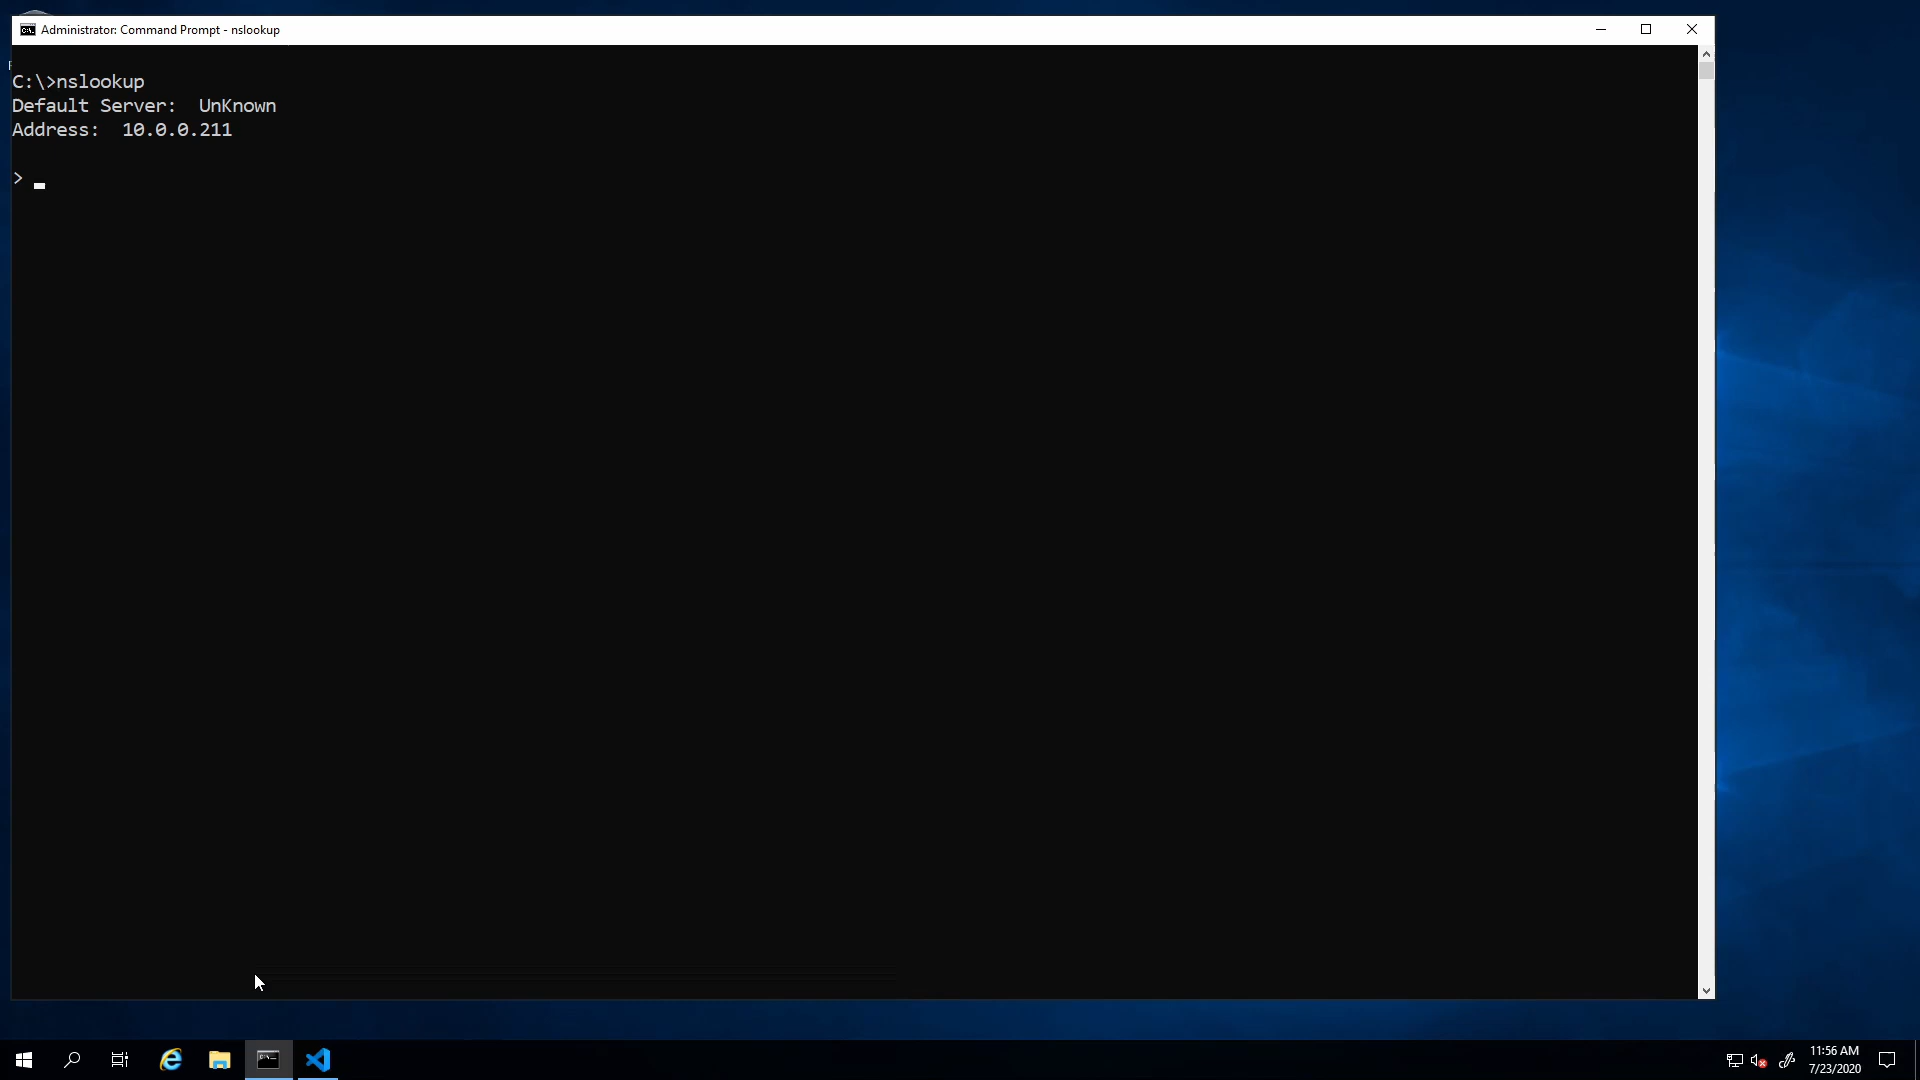 Administrator: Command Prompt - nslookup
C:\>nslookup
Default Server:  UnKnown
Address:  10.0.0.211
>
11:56 AM
7/23/2020